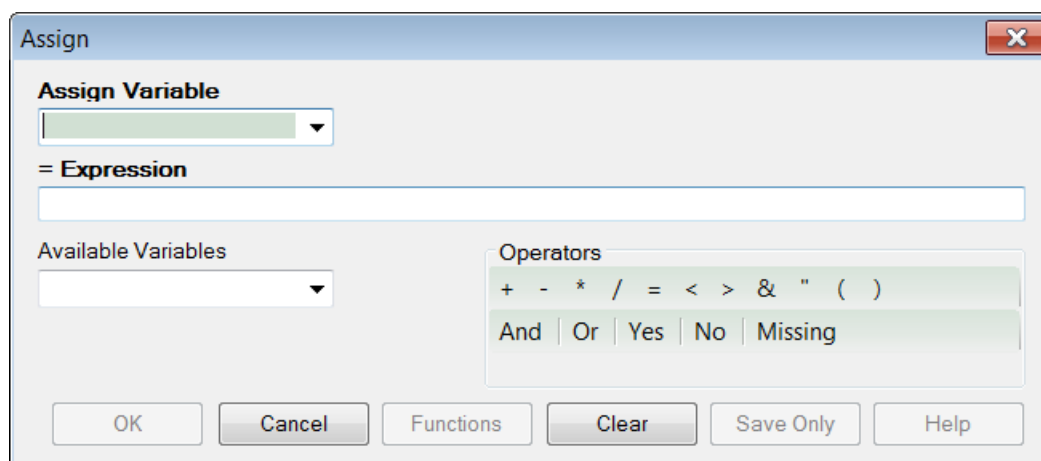 Assign
Assign Variable
= Expression
Available Variables
Operators
+ - * / = < > & " ( )
And Or Yes No Missing
OK Cancel Functions Clear Save Only Help